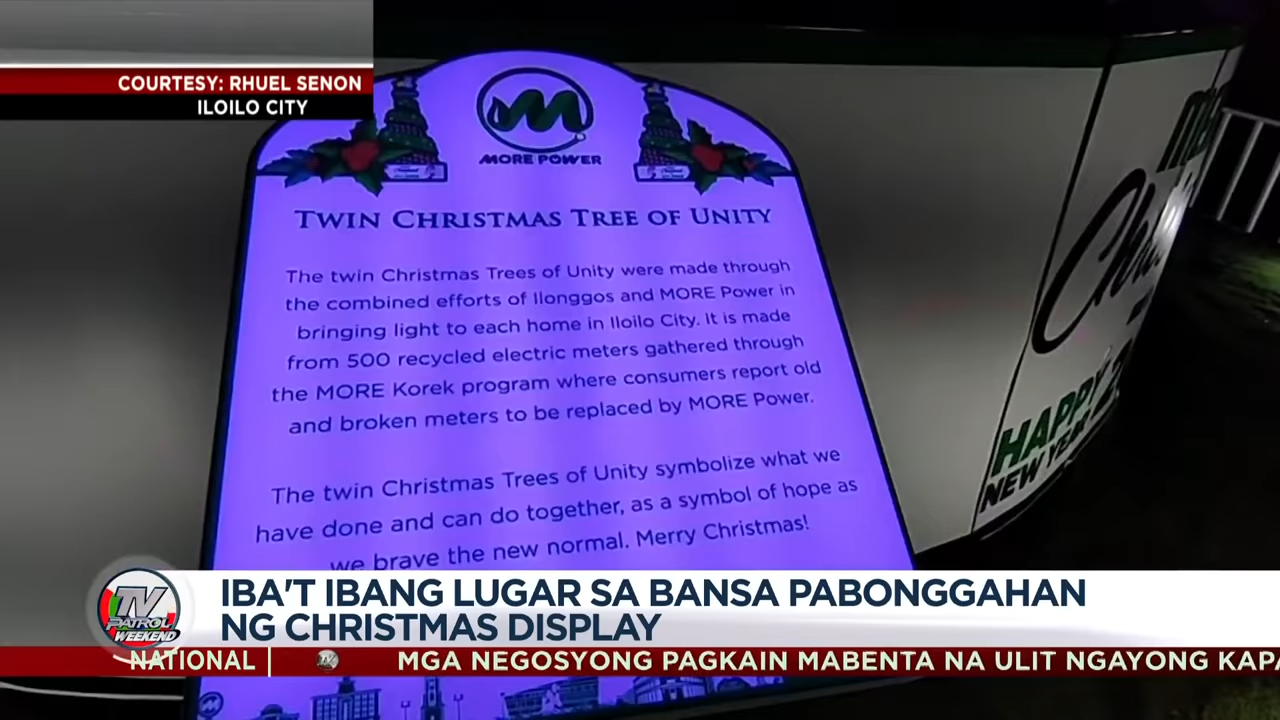 COURTESY: RHUEL SENON
ILOILO CITY
M
MORE POWER
TWIN CHRISTMAS TREE OF UNITY
The twin Christmas Trees of Unity were made through
the combined efforts of Ilonggos and MORE Power in
bringing light to each home in Iloilo City. It is made
from 500 recycled electric meters gathered through
the MORE Korek program where consumers report old
and broken meters to be replaced by MORE Power.
The twin Christmas Trees of Unity symbolize what we
have done and can do together, as a symbol of hope as
we brave the new normal. Merry Christmas!
HAPPY
NEW YEAR
TV
PATROL
WEEKEND
IBA'T IBANG LUGAR SA BANSA PABONGGAHAN
NG CHRISTMAS DISPLAY
NATIONAL | MGA NEGOSYONG PAGKAIN MABENTA NA ULIT NGAYONG KAPA